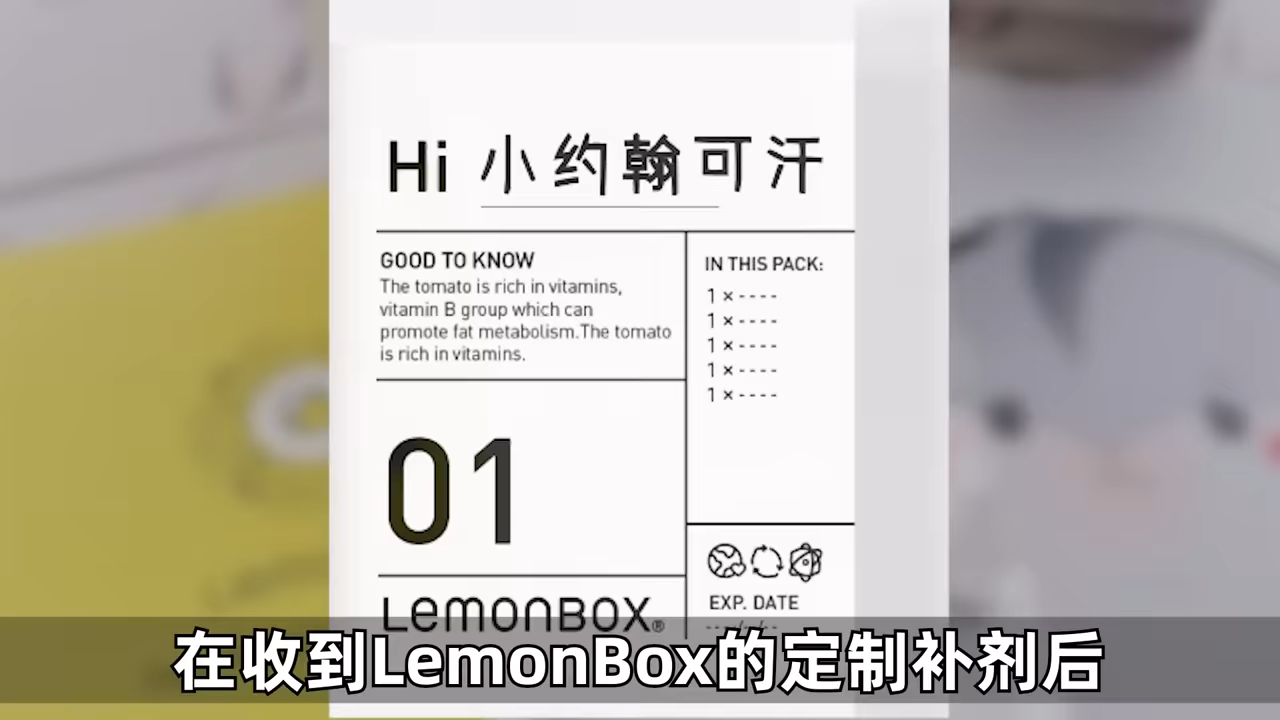 Hi 小约翰可汗
GOOD TO KNOW
The tomato is rich in vitamins,
vitamin B group which can
promote fat metabolism.The tomato
is rich in vitamins.
IN THIS PACK:
1 × ----
1 × ----
1 × ----
1 × ----
1 × ----
01
LemonBOX®
EXP. DATE
在收到LemonBox的定制补剂后